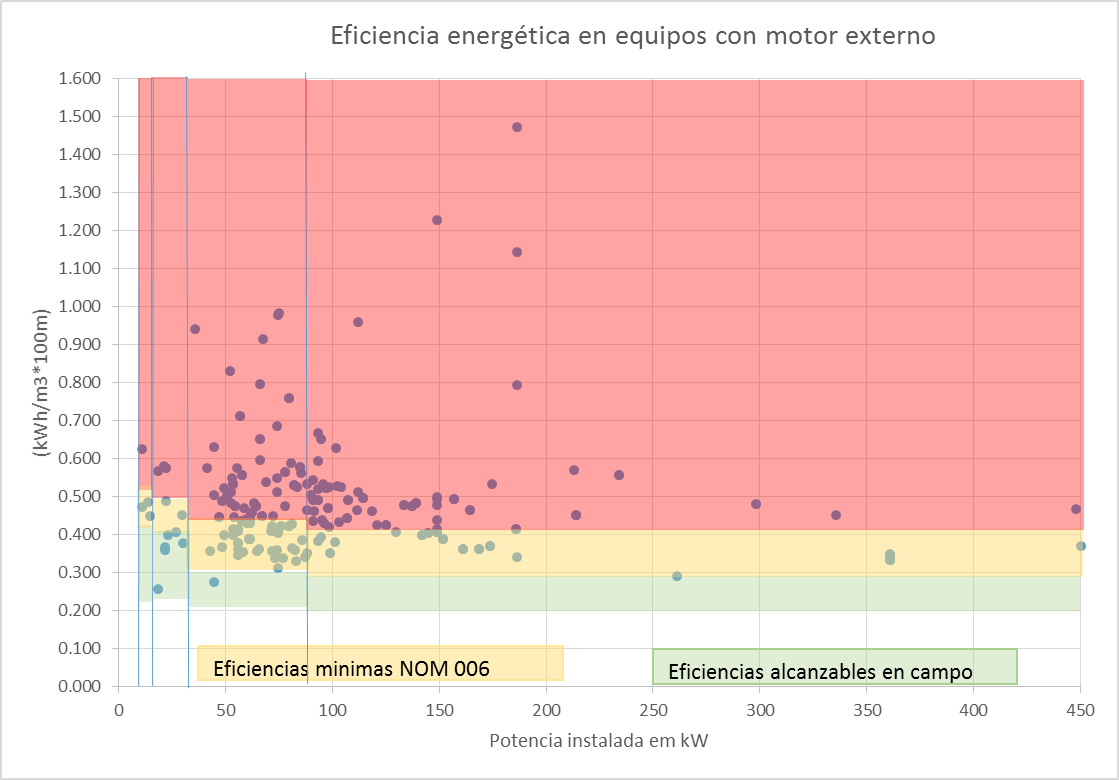 Eficiencia energética en equipos con motor externo
1.600
1.500
1.400
1.300
1.200
1.100
1.000
0.900
0.800
0.700
0.600
0.500
0.400
0.300
0.200
0.100
0.000
(kWh/m3*100m)
Eficiencias minimas NOM 006
Eficiencias alcanzables en campo
0 50 100 150 200 250 300 350 400 450
Potencia instalada em kW